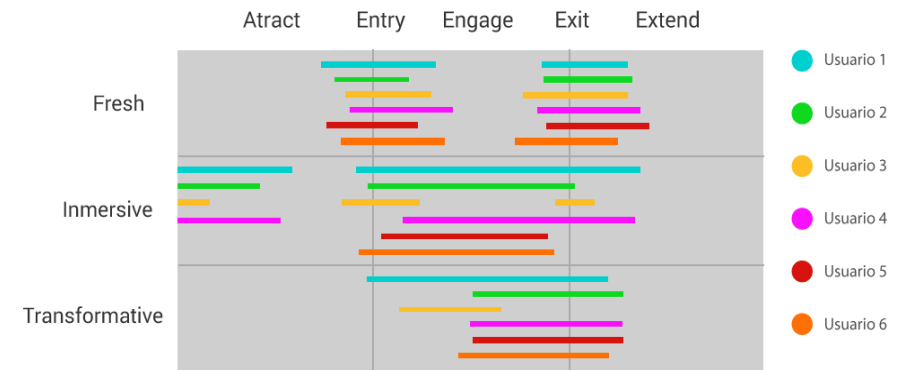 Atract Entry Engage Exit Extend
Usuario 1
Fresh
Usuario 2
Usuario 3
Inmersive
Usuario 4
Usuario 5
Transformative
Usuario 6